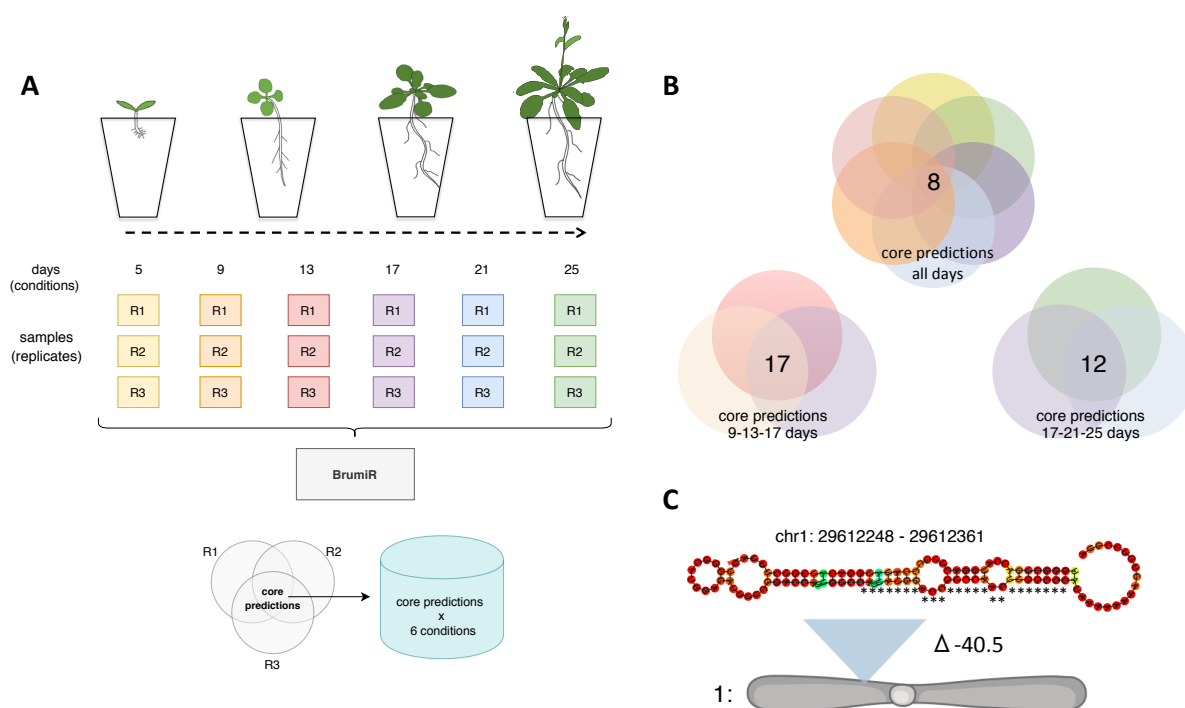 A
days
(conditions)
5 9 13 17 21 25
samples
(replicates)
R1 R1 R1 R1 R1 R1
R2 R2 R2 R2 R2 R2
R3 R3 R3 R3 R3 R3
BrumiR
R1
R2
R3
core
predictions
core predictions
x
6 conditions
B
8
core predictions
all days
17
core predictions
9-13-17 days
12
core predictions
17-21-25 days
C
chr1: 29612248 - 29612361
*******
***
*****
**
*******
Δ -40.5
1: